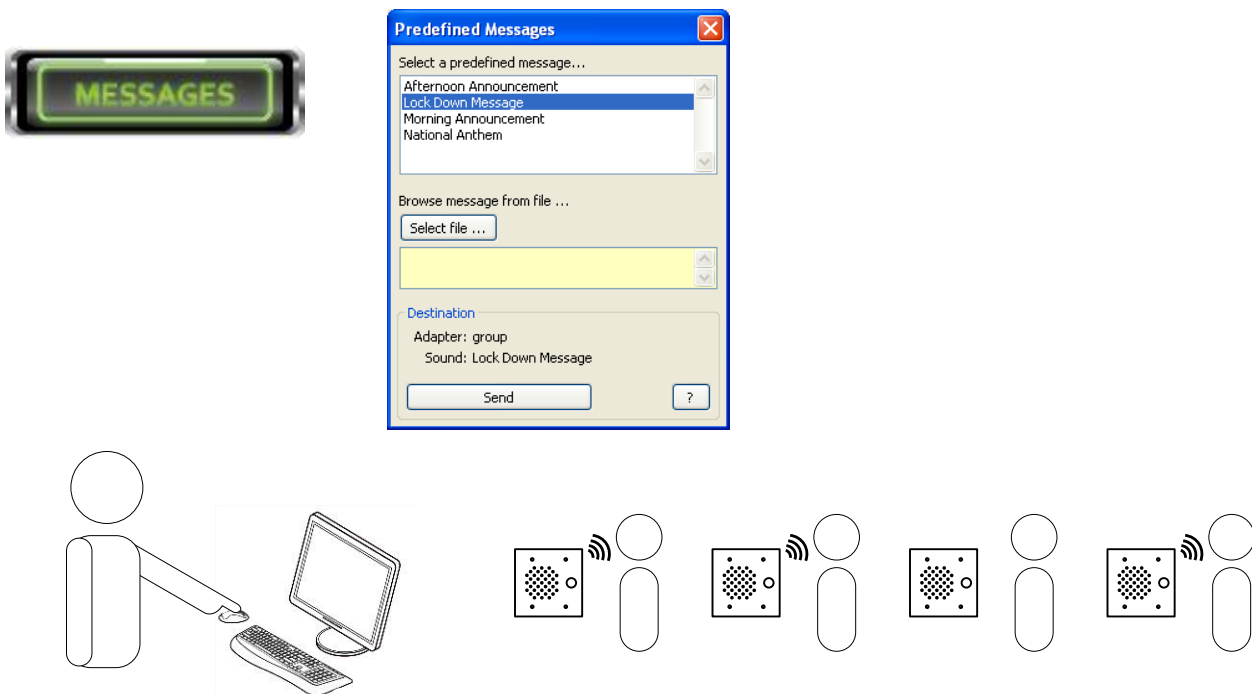 MESSAGES
Predefined Messages
Select a predefined message...
Afternoon Announcement
Lock Down Message
Morning Announcement
National Anthem
Browse message from file ...
Select file ...
Destination
Adapter: group
Sound: Lock Down Message
Send
?